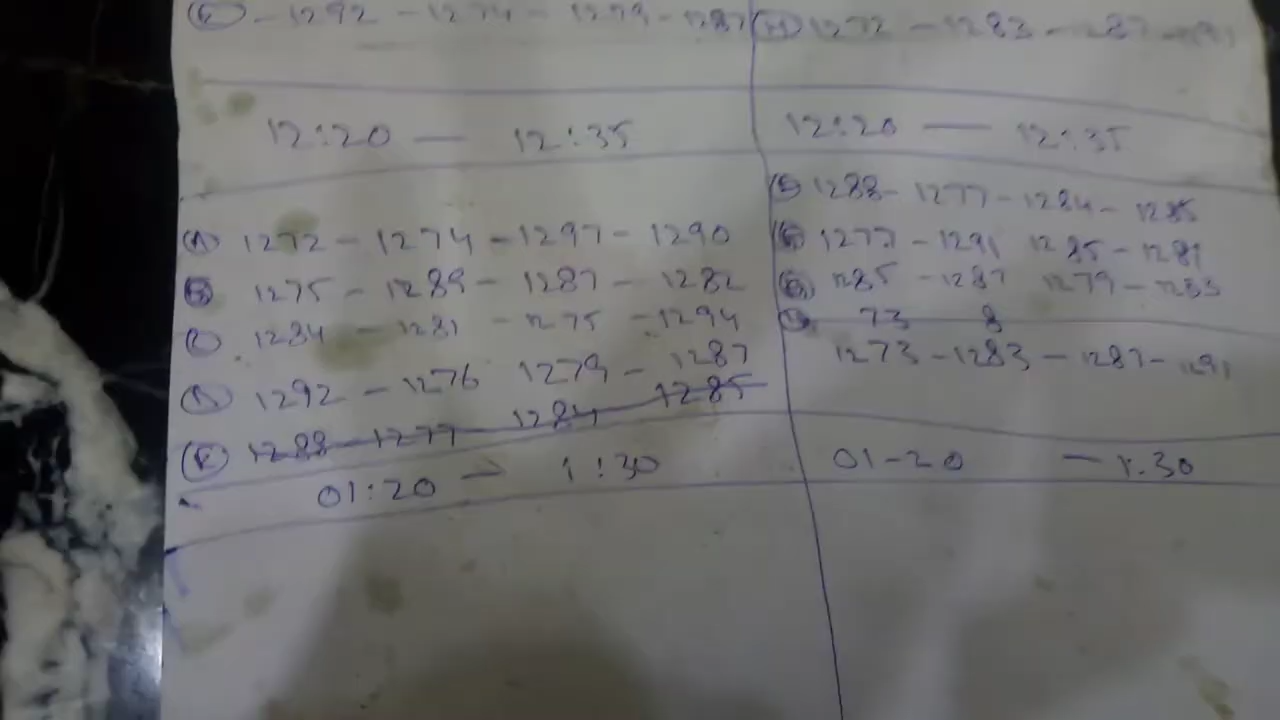 1292 - 1274 - 1279 - 1287
(H) 1272 - 1283 - 1287 - 1291
12:20 — 12:35
(A) 1272 - 1274 - 1297 - 1290
(B) 1275 - 1289 - 1287 - 1282
(C) 1284 - 1281 - 1275 - 1294
(D) 1292 - 1276 1279 - 1287
(E) 1288 - 1277 - 1284 - 1285
01:20 — 1:30
12:20 — 12:35
1288 - 1277 - 1284 - 1285
1277 - 1291 1285 - 1281
1285 - 1287 1279 - 1283
73 8
1273 - 1283 - 1287 - 1291
01-20 — 1.30